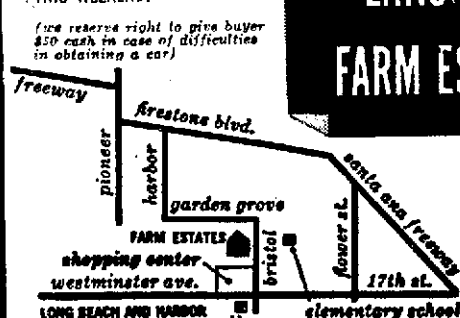 (we reserve right to give buyer
$50 cash in case of difficulties
in obtaining a car)
FARM ES
freeway
firestone blvd.
pioneer
harbor
santa ana freeway
garden grove
FARM ESTATES
bristol
flower st.
shopping center
westminster ave.
17th st.
LONG BEACH AND HARBOR
elementary school